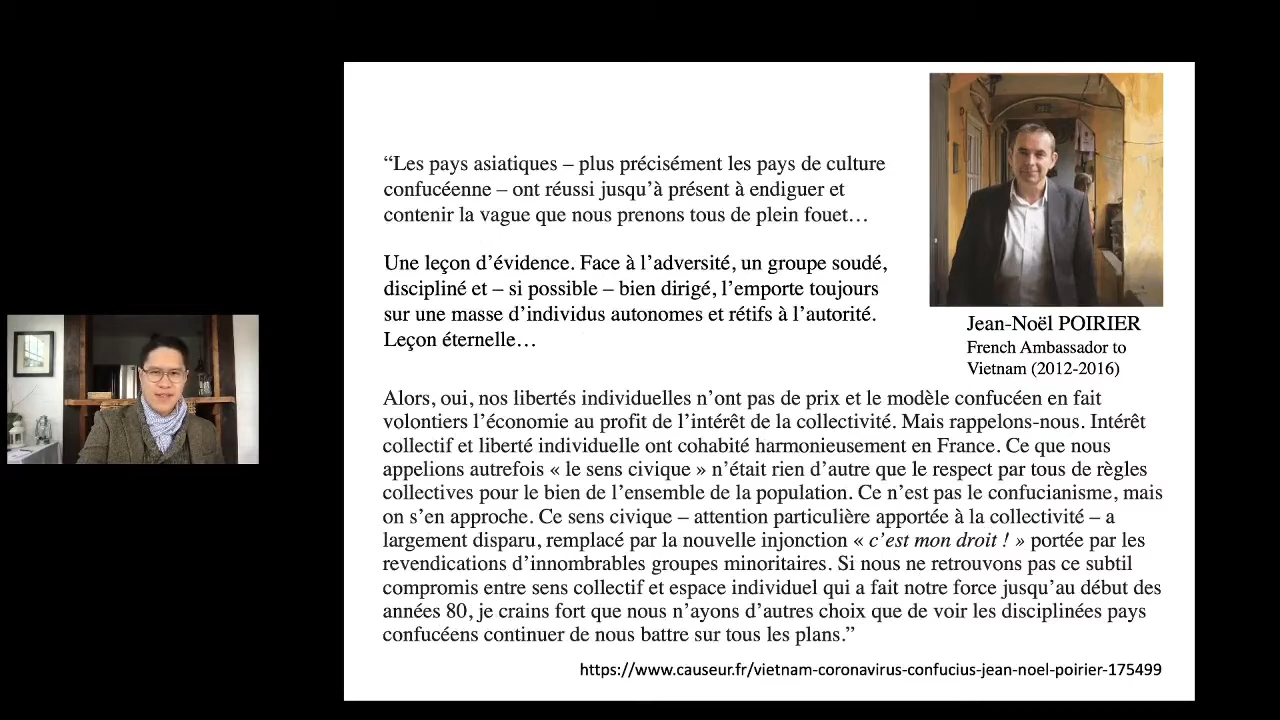 “Les pays asiatiques – plus précisément les pays de culture
confucéenne – ont réussi jusqu’à présent à endiguer et
contenir la vague que nous prenons tous de plein fouet…
Une leçon d’évidence. Face à l’adversité, un groupe soudé,
discipliné et – si possible – bien dirigé, l’emporte toujours
sur une masse d’individus autonomes et rétifs à l’autorité.
Leçon éternelle…
Jean-Noël POIRIER
French Ambassador to
Vietnam (2012-2016)
Alors, oui, nos libertés individuelles n’ont pas de prix et le modèle confucéen en fait
volontiers l’économie au profit de l’intérêt de la collectivité. Mais rappelons-nous. Intérêt
collectif et liberté individuelle ont cohabité harmonieusement en France. Ce que nous
appelions autrefois « le sens civique » n’était rien d’autre que le respect par tous de règles
collectives pour le bien de l’ensemble de la population. Ce n’est pas le confucianisme, mais
on s’en approche. Ce sens civique – attention particulière apportée à la collectivité – a
largement disparu, remplacé par la nouvelle injonction « c’est mon droit ! » portée par les
revendications d’innombrables groupes minoritaires. Si nous ne retrouvons pas ce subtil
compromis entre sens collectif et espace individuel qui a fait notre force jusqu’au début des
années 80, je crains fort que nous n’ayons d’autres choix que de voir les disciplinées pays
confucéens continuer de nous battre sur tous les plans.”
https://www.causeur.fr/vietnam-coronavirus-confucius-jean-noel-poirier-175499